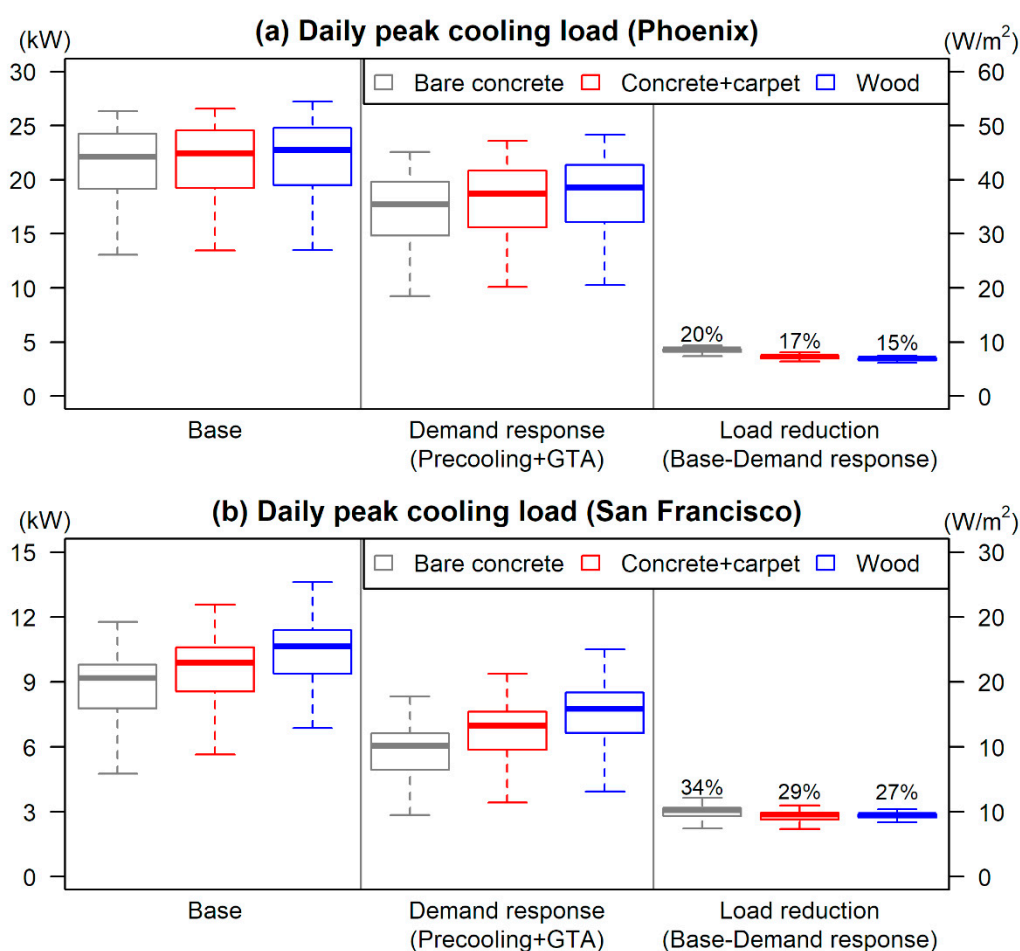 (a) Daily peak cooling load (Phoenix)
(kW)
(W/m²)
30
25
20
15
10
5
0
Bare concrete Concrete+carpet Wood
60
50
40
30
20
10
0
20% 17% 15%
Base
Demand response
(Precooling+GTA)
Load reduction
(Base-Demand response)
(b) Daily peak cooling load (San Francisco)
(kW)
(W/m²)
15
12
9
6
3
0
Bare concrete Concrete+carpet Wood
30
20
20
10
10
0
34% 29% 27%
Base
Demand response
(Precooling+GTA)
Load reduction
(Base-Demand response)